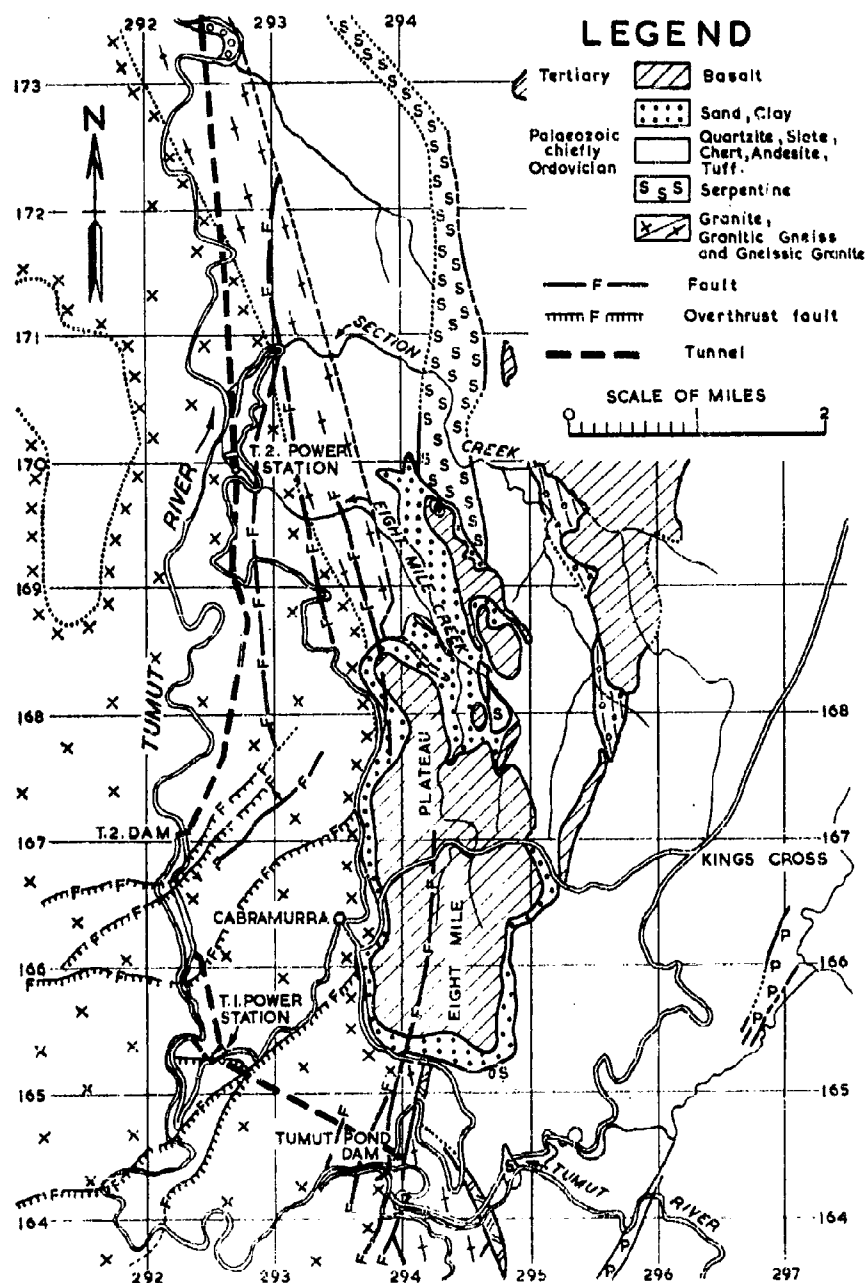 292 293 294
LEGEND
Tertiary
Basalt
Sand, Clay
Palaeozoic
chiefly
Ordovician
Quartzite, Slate,
Chert, Andesite,
Tuff.
S S S Serpentine
Granite,
Granitic Gneiss
and Gneissic Granite
F Fault
F Overthrust fault
Tunnel
SCALE OF MILES
0 1 2
N
173
172
171
170
169
168
167
166
165
164
SECTION
CREEK
T.2. POWER
STATION
RIVER
EIGHT MILE CREEK
TUMUT
168
PLATEAU
T.2. DAM
167
KINGS CROSS
CABRAMURRA
EIGHT MILE
166
T.1. POWER
STATION
165
TUMUT POND
DAM
TUMUT
RIVER
164
292 293 294 295 296 297